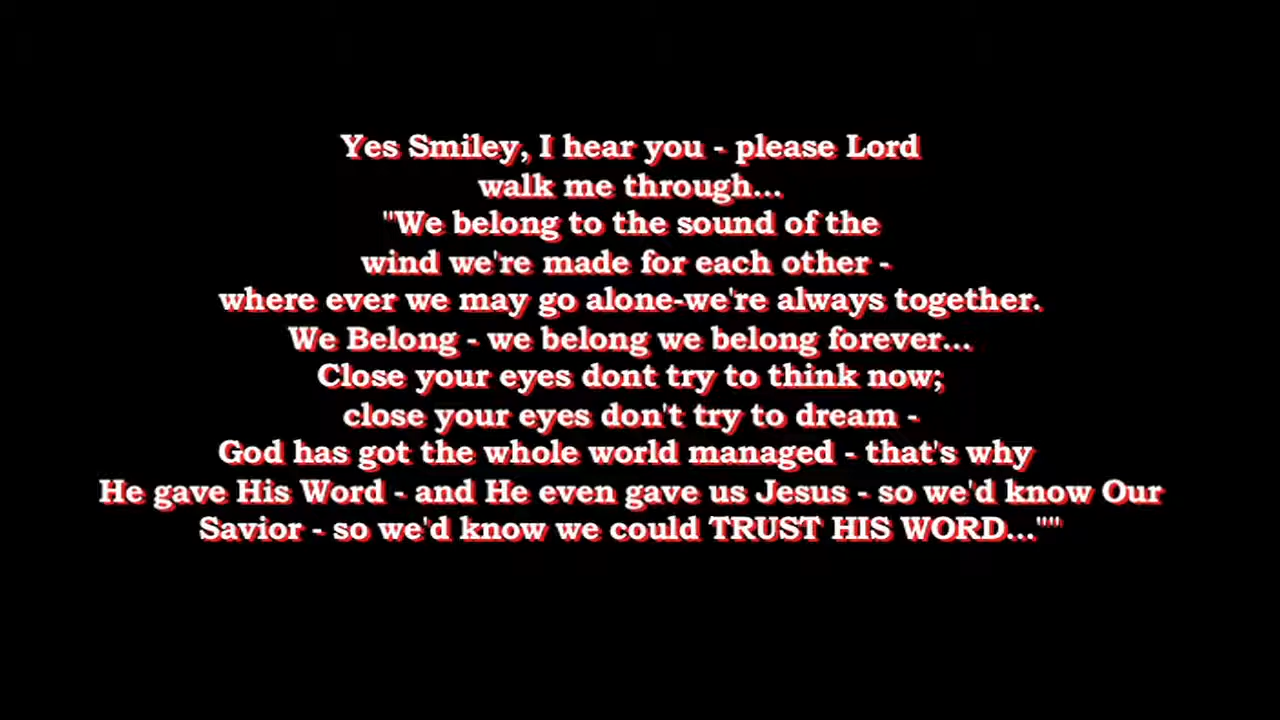 Yes Smiley, I hear you - please Lord
walk me through...
"We belong to the sound of the
wind we're made for each other -
where ever we may go alone-we're always together.
We Belong - we belong we belong forever...
Close your eyes dont try to think now;
close your eyes don't try to dream -
God has got the whole world managed - that's why
He gave His Word - and He even gave us Jesus - so we'd know Our
Savior - so we'd know we could TRUST HIS WORD...""